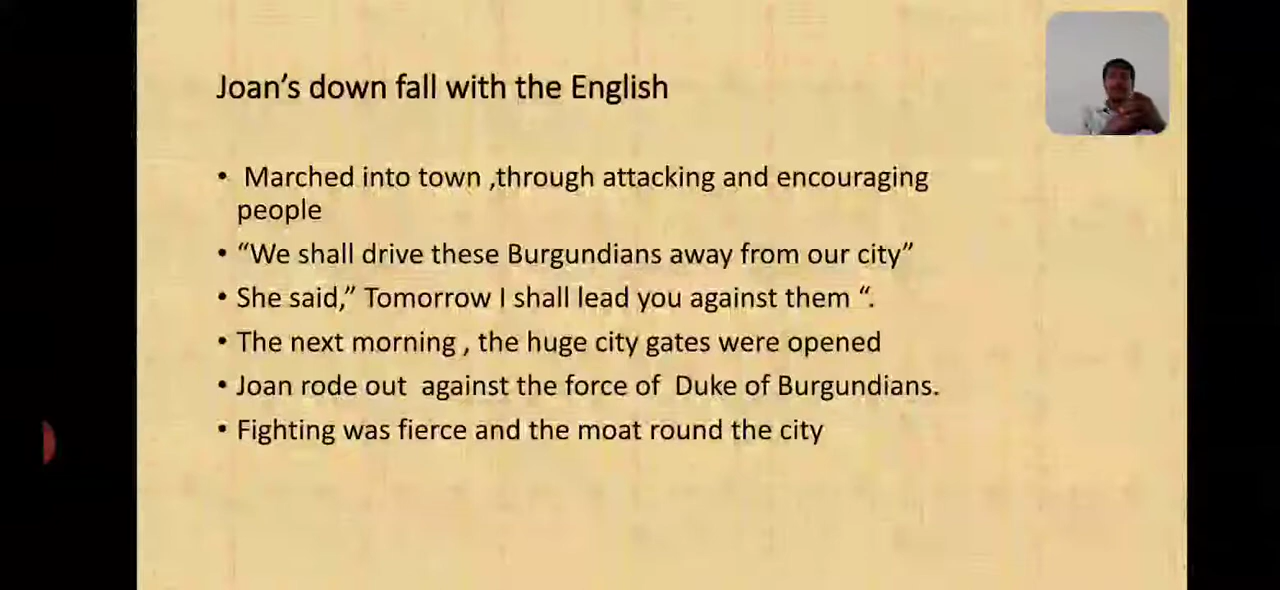 Joan's down fall with the English
• Marched into town ,through attacking and encouraging
people
• “We shall drive these Burgundians away from our city”
• She said,” Tomorrow I shall lead you against them “.
• The next morning , the huge city gates were opened
• Joan rode out against the force of Duke of Burgundians.
• Fighting was fierce and the moat round the city